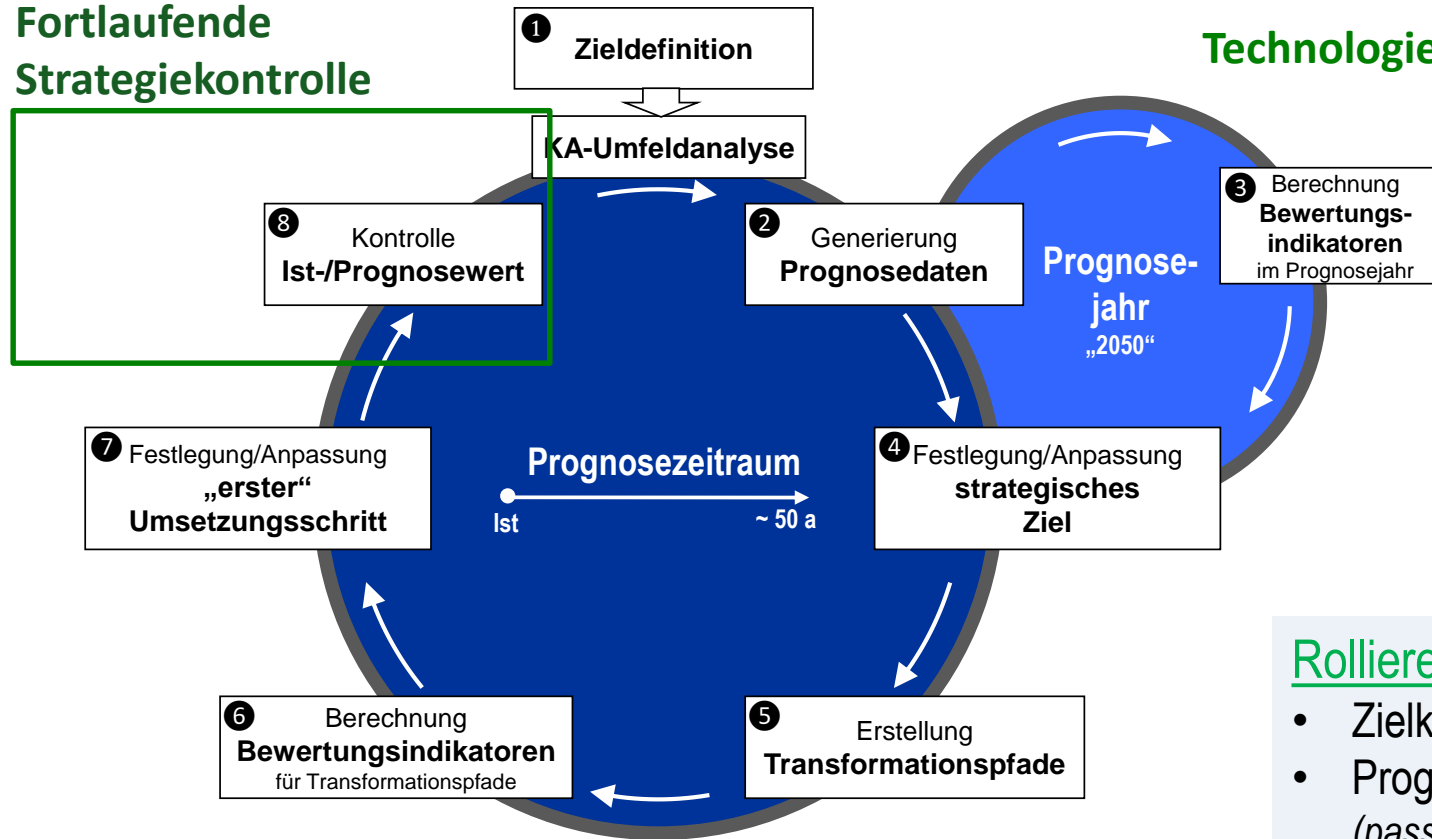 Fortlaufende
Strategiekontrolle
❶
Zieldefinition
Technologie
KA-Umfeldanalyse
❷
Generierung
Prognosedaten
Prognose-
jahr
„2050“
❸
Berechnung
Bewertungs-
indikatoren
im Prognosejahr
❹
Festlegung/Anpassung
strategisches
Ziel
❺
Erstellung
Transformationspfade
❻
Berechnung
Bewertungsindikatoren
für Transformationspfade
❼
Festlegung/Anpassung
„erster“
Umsetzungsschritt
❽
Kontrolle
Ist-/Prognosewert
Prognosezeitraum
Ist
~ 50 a
Rolliere
• Zielk
• Prog
(pass